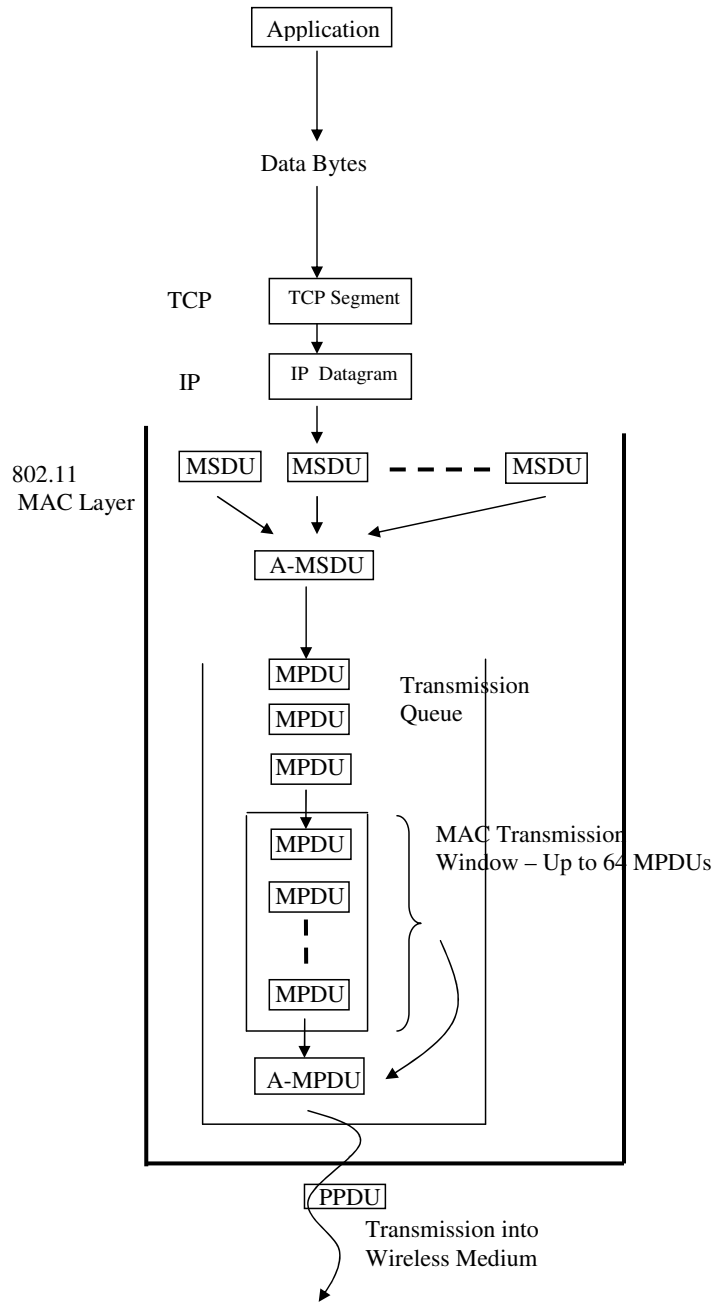 Application
Data Bytes
TCP
TCP Segment
IP
IP Datagram
802.11
MAC Layer
MSDU
MSDU
MSDU
A-MSDU
MPDU
Transmission
Queue
MPDU
MPDU
MAC Transmission
Window – Up to 64 MPDUs
MPDU
MPDU
MPDU
A-MPDU
PPDU
Transmission into
Wireless Medium